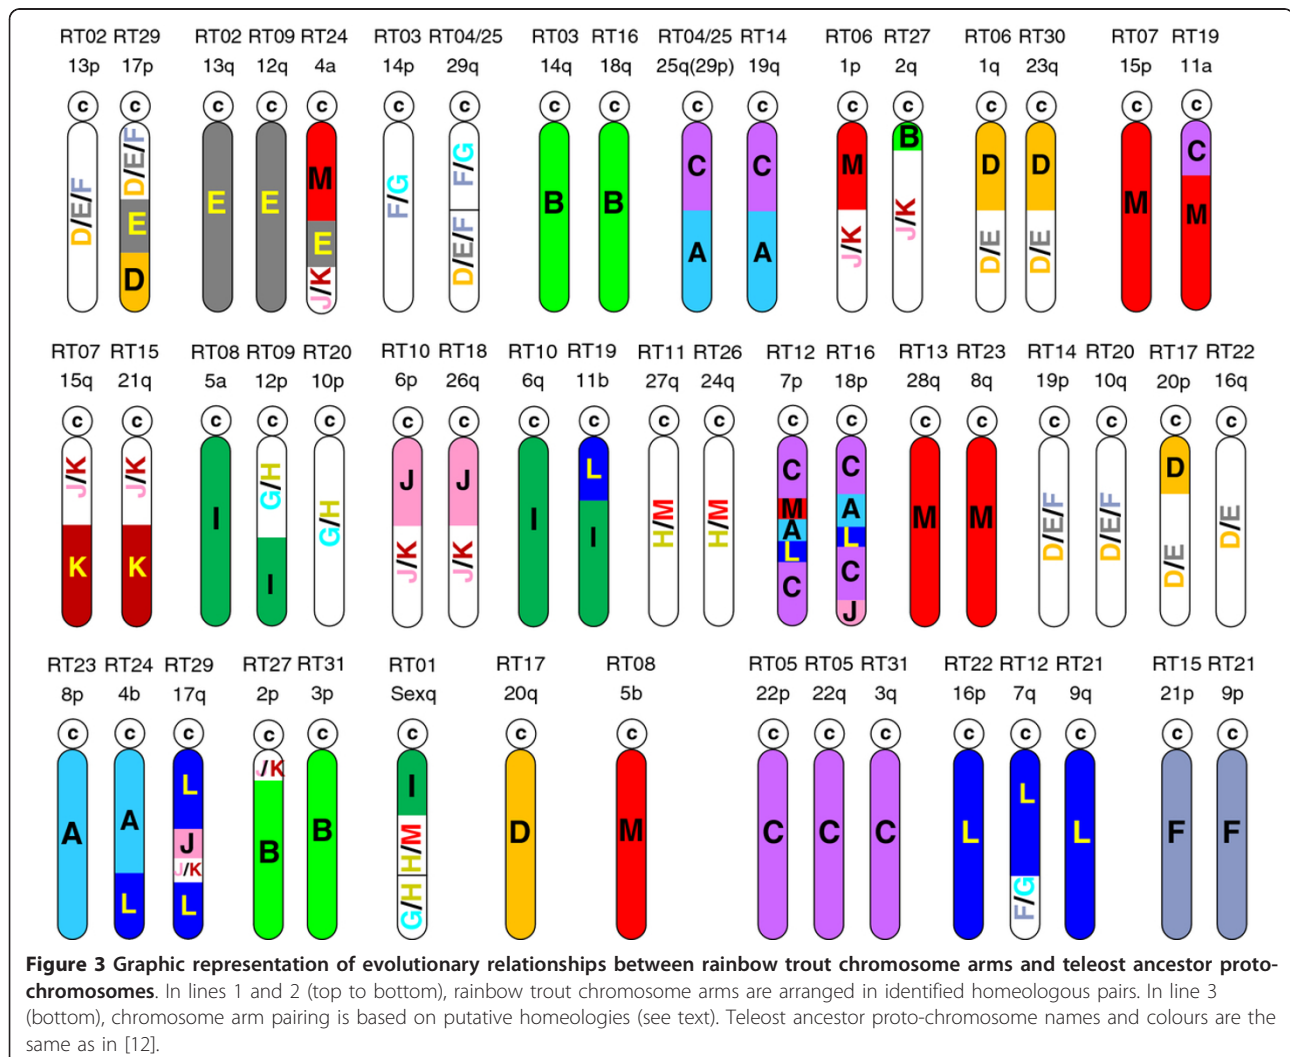 RT02 RT29 RT02 RT09 RT24 RT03 RT04/25 RT03 RT16 RT04/25 RT14 RT06 RT27 RT06 RT30 RT07 RT19
13p 17p 13q 12q 4a 14p 29q 14q 18q 25q(29p) 19q 1p 2q 1q 23q 15p 11a
c c c c c c c c c c c c c c c c c
D/E/F D/E/F E D E E M E J/K F/G F/G D/E/F B B C A C A M J/K B J/K D D/E D D/E M C M
RT07 RT15 RT08 RT09 RT20 RT10 RT18 RT10 RT19 RT11 RT26 RT12 RT16 RT13 RT23 RT14 RT20 RT17 RT22
15q 21q 5a 12p 10p 6p 26q 6q 11b 27q 24q 7p 18p 28q 8q 19p 10q 20p 16q
c c c c c c c c c c c c c c c c c c c
J/K K J/K K I G/H I G/H J J/K J J/K I L I H/M H/M C M A L C C A L C J M M D/E/F D/E/F D D/E D/E
RT23 RT24 RT29 RT27 RT31 RT01 RT17 RT08 RT05 RT05 RT31 RT22 RT12 RT21 RT15 RT21
8p 4b 17q 2p 3p Sexq 20q 5b 22p 22q 3q 16p 7q 9q 21p 9p
c c c c c c c c c c c c c c c c
A A L L J J/K L J/K B B I H/M G/H D M C C C L L F/G L F F
Figure 3 Graphic representation of evolutionary relationships between rainbow trout chromosome arms and teleost ancestor proto-
chromosomes. In lines 1 and 2 (top to bottom), rainbow trout chromosome arms are arranged in identified homeologous pairs. In line 3
(bottom), chromosome arm pairing is based on putative homeologies (see text). Teleost ancestor proto-chromosome names and colours are the
same as in [12].